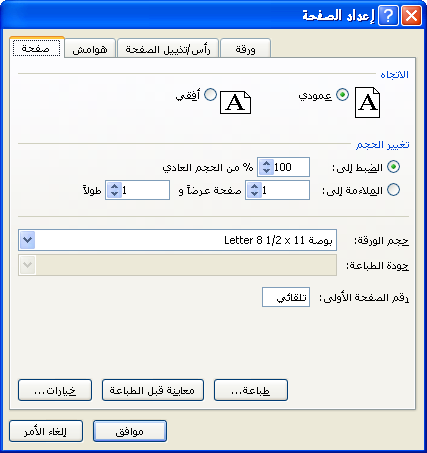 إعداد الصفحة
صفحة هوامش رأس/تذييل الصفحة ورقة
الاتجاه
عمودي A أفقي A
تغيير الحجم
الضبط إلى: 100 % من الحجم العادي
الملاءمة إلى: 1 صفحة عرضاً و 1 طولاً
حجم الورقة: Letter 8 1/2 x 11 بوصة
جودة الطباعة:
رقم الصفحة الأولى: تلقائي
طباعة... معاينة قبل الطباعة خيارات...
موافق إلغاء الأمر